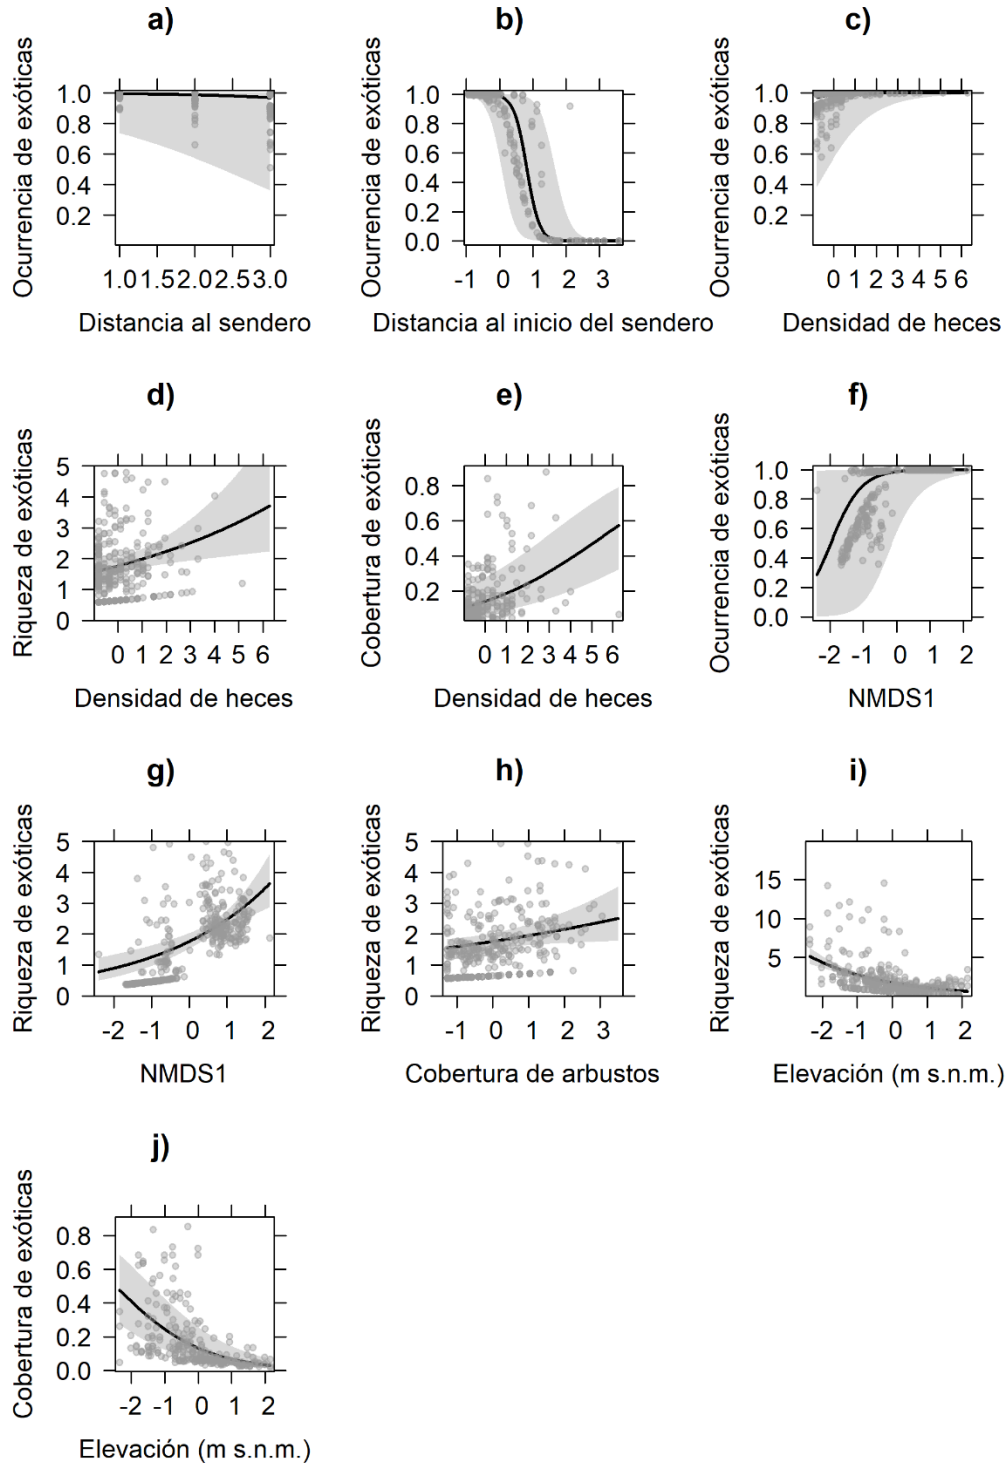 a)
Ocurrencia de exóticas
1.0
0.8
0.6
0.4
0.2
1.0 1.5 2.0 2.5 3.0
Distancia al sendero
b)
Ocurrencia de exóticas
1.0
0.8
0.6
0.4
0.2
0.0
-1 0 1 2 3
Distancia al inicio del sendero
c)
Ocurrencia de exóticas
1.0
0.8
0.6
0.4
0.2
0 1 2 3 4 5 6
Densidad de heces
d)
Riqueza de exóticas
5
4
3
2
1
0
0 1 2 3 4 5 6
Densidad de heces
e)
Cobertura de exóticas
0.8
0.6
0.4
0.2
0 1 2 3 4 5 6
Densidad de heces
f)
Ocurrencia de exóticas
1.0
0.8
0.6
0.4
0.2
0.0
-2 -1 0 1 2
NMDS1
g)
Riqueza de exóticas
5
4
3
2
1
0
-2 -1 0 1 2
NMDS1
h)
Riqueza de exóticas
5
4
3
2
1
0
-1 0 1 2 3
Cobertura de arbustos
i)
Riqueza de exóticas
15
10
5
-2 -1 0 1 2
Elevación (m s.n.m.)
j)
Cobertura de exóticas
0.8
0.6
0.4
0.2
0.0
-2 -1 0 1 2
Elevación (m s.n.m.)